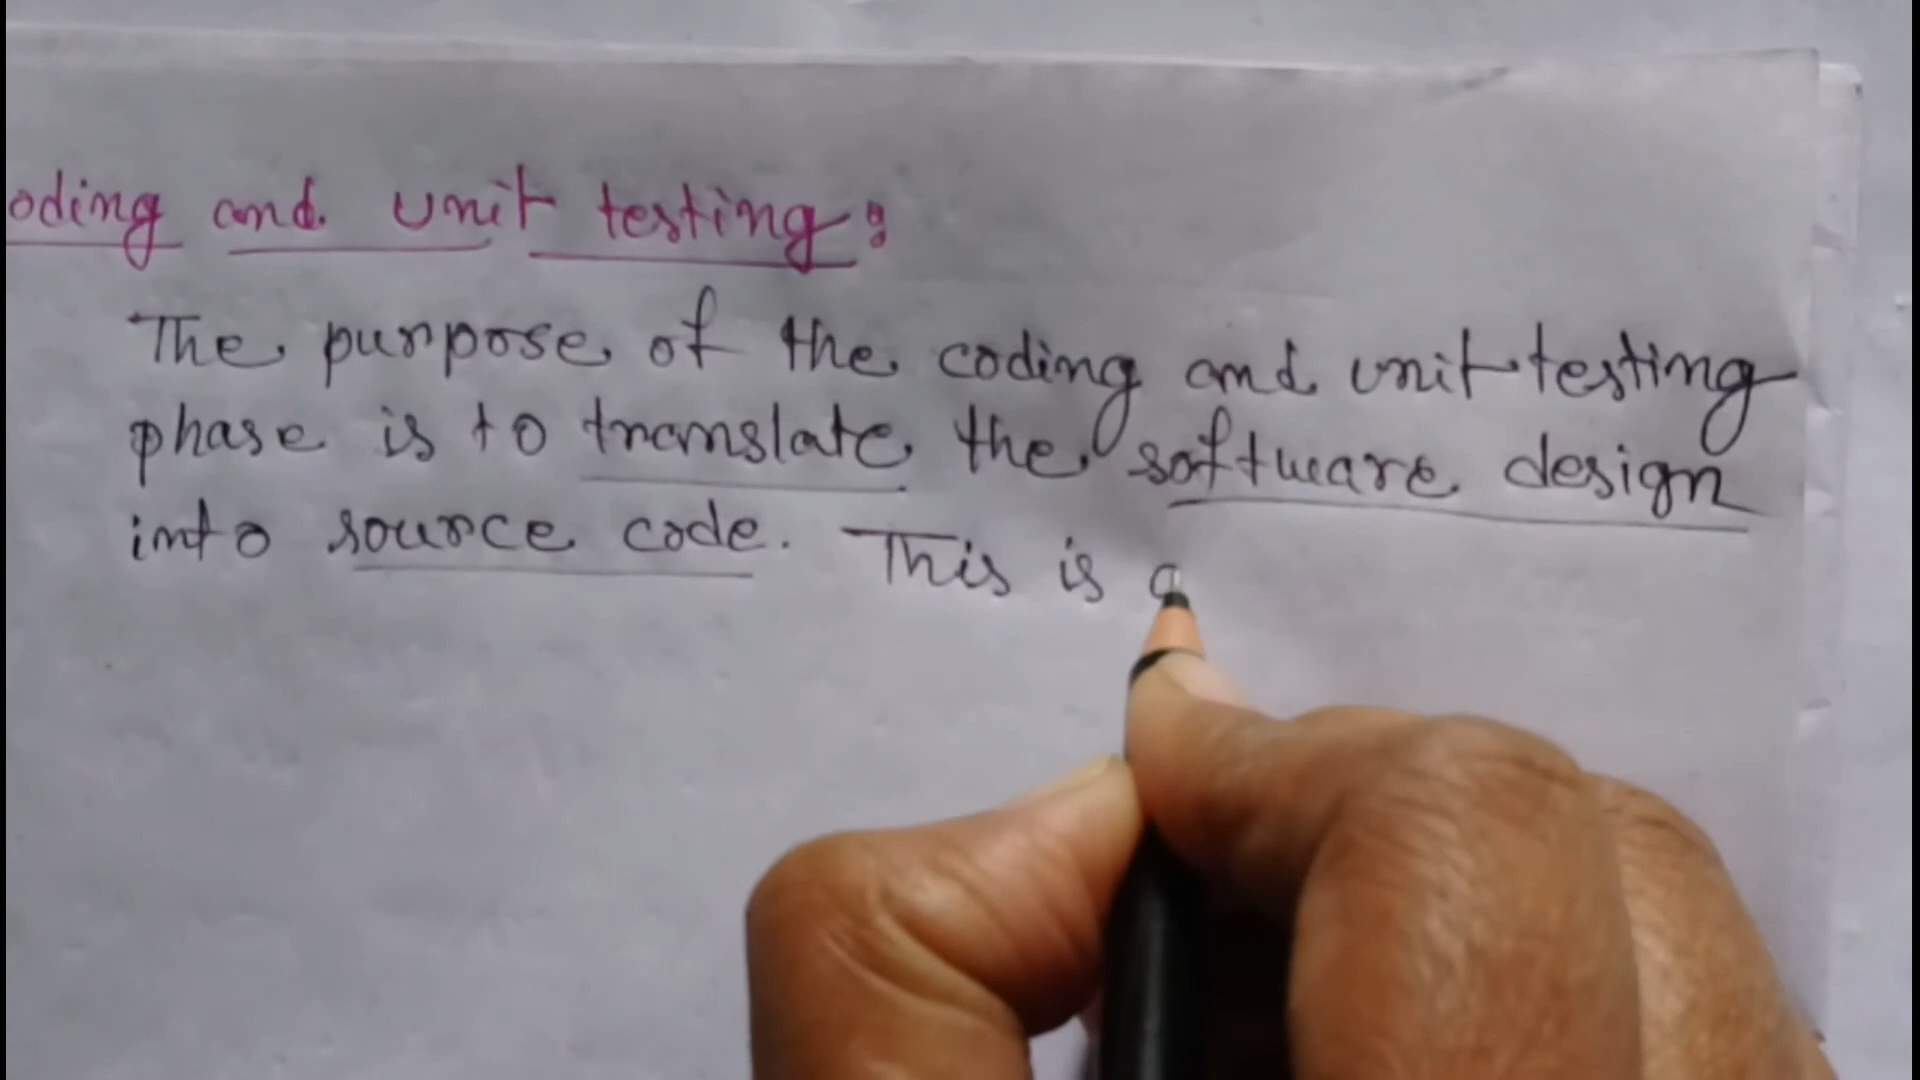 oding and unit testing:
The purpose of the coding and unit testing
phase is to translate the software design
into source code. This is a